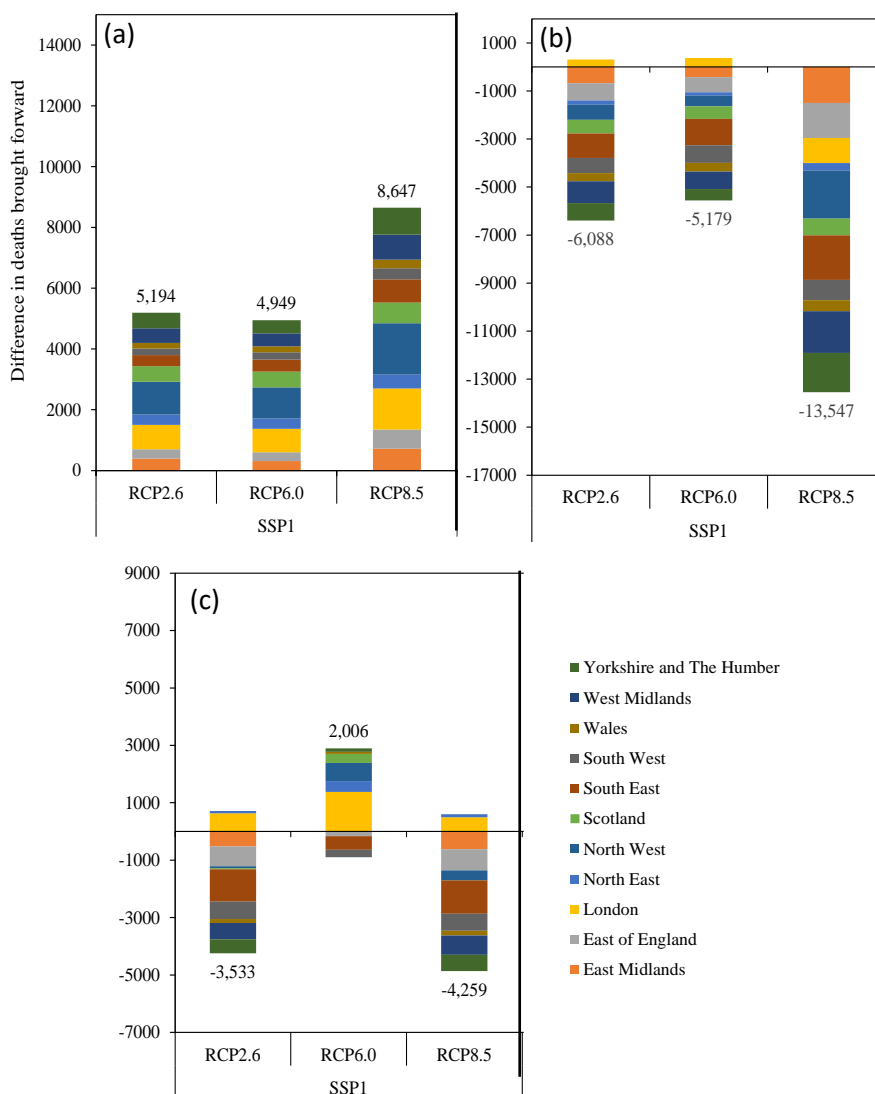 (a)
Difference in deaths brought forward
14000
12000
10000
8000
6000
4000
2000
0
8,647
5,194
4,949
RCP2.6 RCP6.0 RCP8.5
SSP1
(b)
1000
-1000
-3000
-5000
-7000
-9000
-11000
-13000
-15000
-17000
-6,088
-5,179
-13,547
RCP2.6 RCP6.0 RCP8.5
SSP1
(c)
9000
7000
5000
3000
1000
-1000
-3000
-5000
-7000
2,006
-3,533
-4,259
RCP2.6 RCP6.0 RCP8.5
SSP1
Yorkshire and The Humber
West Midlands
Wales
South West
South East
Scotland
North West
North East
London
East of England
East Midlands